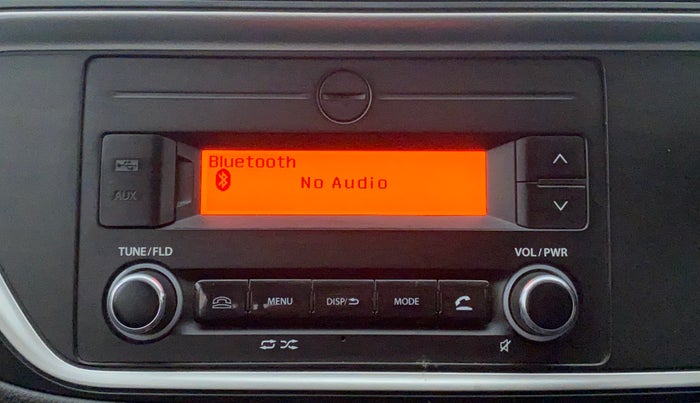 Bluetooth
No Audio
AUX
TUNE/FLD
VOL/PWR
MENU
DISP/
MODE